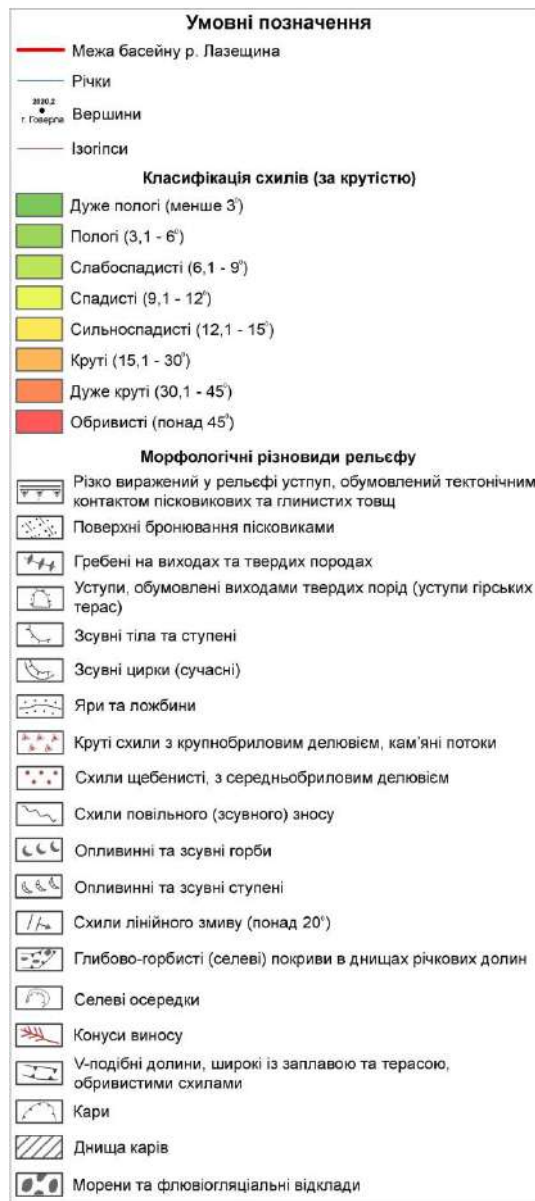 Умовні позначення
Межа басейну р. Лазещина
Річки
2020,2
г. Говерла
Вершини
Ізогіпси
Класифікація схилів (за крутістю)
Дуже пологі (менше 3°)
Пологі (3,1 - 6°)
Слабоспадисті (6,1 - 9°)
Спадисті (9,1 - 12°)
Сильноспадисті (12,1 - 15°)
Круті (15,1 - 30°)
Дуже круті (30,1 - 45°)
Обривисті (понад 45°)
Морфологічні різновиди рельєфу
Різко виражений у рельєфі уступ, обумовлений тектонічним
контактом пісковикових та глинистих товщ
Поверхні бронювання пісковиками
Гребені на виходах та твердих породах
Уступи, обумовлені виходами твердих порід (уступи гірських
терас)
Зсувні тіла та ступені
Зсувні цирки (сучасні)
Яри та ложбини
Круті схили з крупнобриловим делювієм, кам'яні потоки
Схили щебенисті, з середньобриловим делювієм
Схили повільного (зсувного) зносу
Опливинні та зсувні горби
Опливинні та зсувні ступені
Схили лінійного змиву (понад 20°)
Глибово-горбисті (селеві) покриви в днищах річкових долин
Селеві осередки
Конуси виносу
V-подібні долини, широкі із заплавою та терасою,
обривистими схилами
Кари
Днища карів
Морени та флювіогляціальні відклади